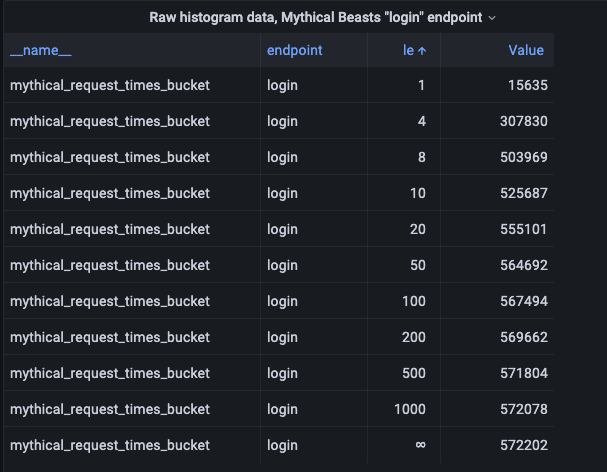 Raw histogram data, Mythical Beasts "login" endpoint
__name__ endpoint le ↑ Value
mythical_request_times_bucket login 1 15635
mythical_request_times_bucket login 4 307830
mythical_request_times_bucket login 8 503969
mythical_request_times_bucket login 10 525687
mythical_request_times_bucket login 20 555101
mythical_request_times_bucket login 50 564692
mythical_request_times_bucket login 100 567494
mythical_request_times_bucket login 200 569662
mythical_request_times_bucket login 500 571804
mythical_request_times_bucket login 1000 572078
mythical_request_times_bucket login ∞ 572202